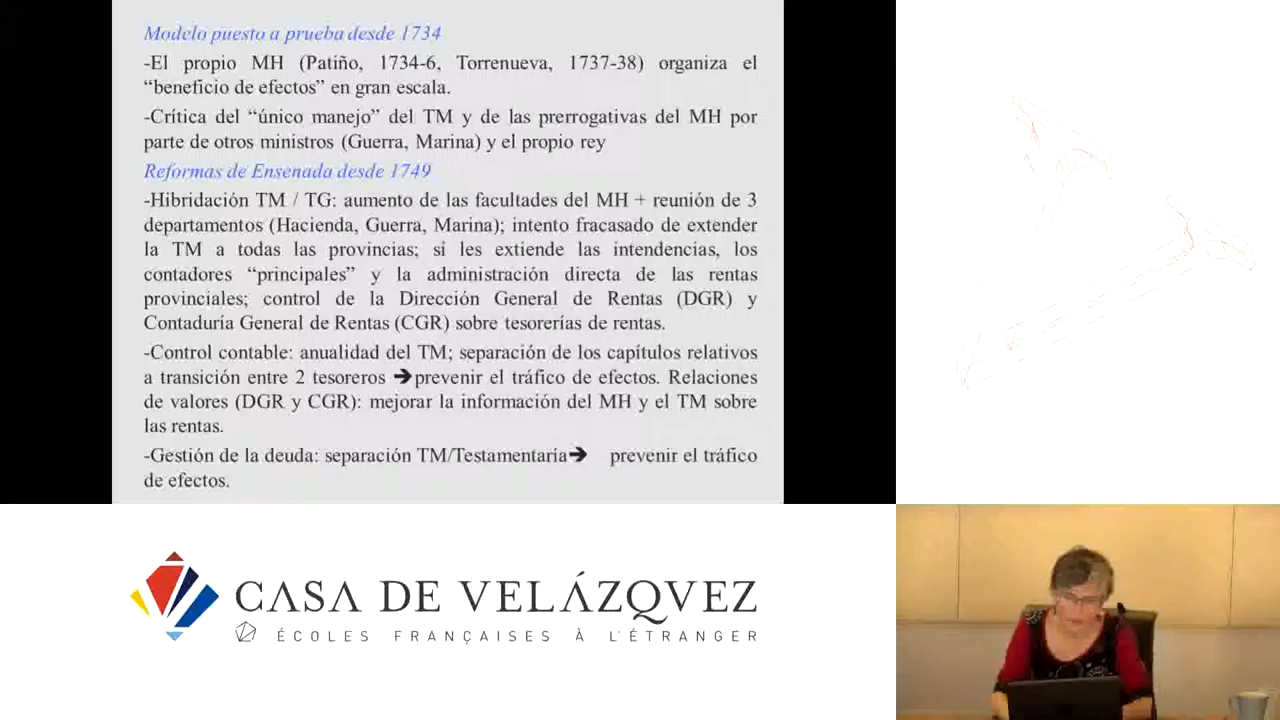 Modelo puesto a prueba desde 1734
-El propio MH (Patiño, 1734-6, Torrenueva, 1737-38) organiza el
“beneficio de efectos” en gran escala.
-Crítica del “único manejo” del TM y de las prerrogativas del MH por
parte de otros ministros (Guerra, Marina) y el propio rey
Reformas de Ensenada desde 1749
-Hibridación TM / TG: aumento de las facultades del MH + reunión de 3
departamentos (Hacienda, Guerra, Marina); intento fracasado de extender
la TM a todas las provincias; si les extiende las intendencias, los
contadores “principales” y la administración directa de las rentas
provinciales; control de la Dirección General de Rentas (DGR) y
Contaduría General de Rentas (CGR) sobre tesorerías de rentas.
-Control contable: anualidad del TM; separación de los capítulos relativos
a transición entre 2 tesoreros ➔prevenir el tráfico de efectos. Relaciones
de valores (DGR y CGR): mejorar la información del MH y el TM sobre
las rentas.
-Gestión de la deuda: separación TM/Testamentaría➔ prevenir el tráfico
de efectos.
CASA DE VELÁZQVEZ
ÉCOLES FRANÇAISES À L'ÉTRANGER